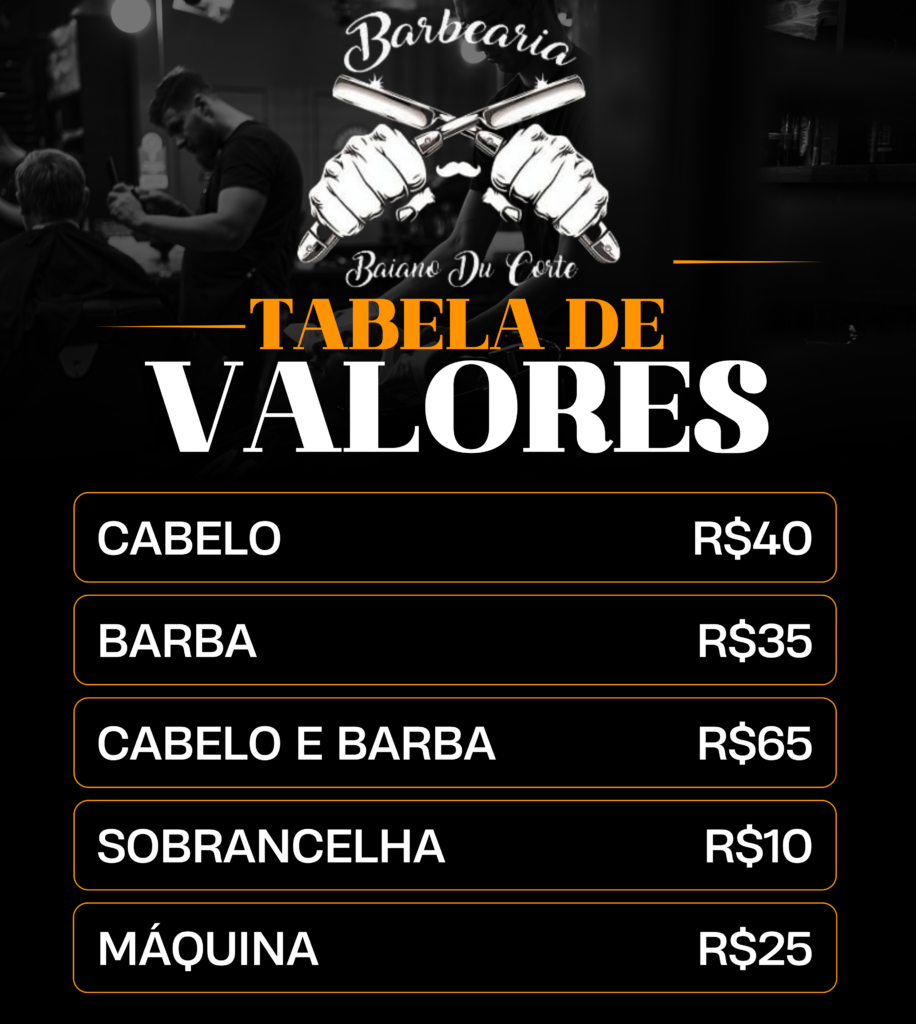 Barbearia
Baiano Du Corte
TABELA DE
VALORES
CABELO R$40
BARBA R$35
CABELO E BARBA R$65
SOBRANCELHA R$10
MÁQUINA R$25